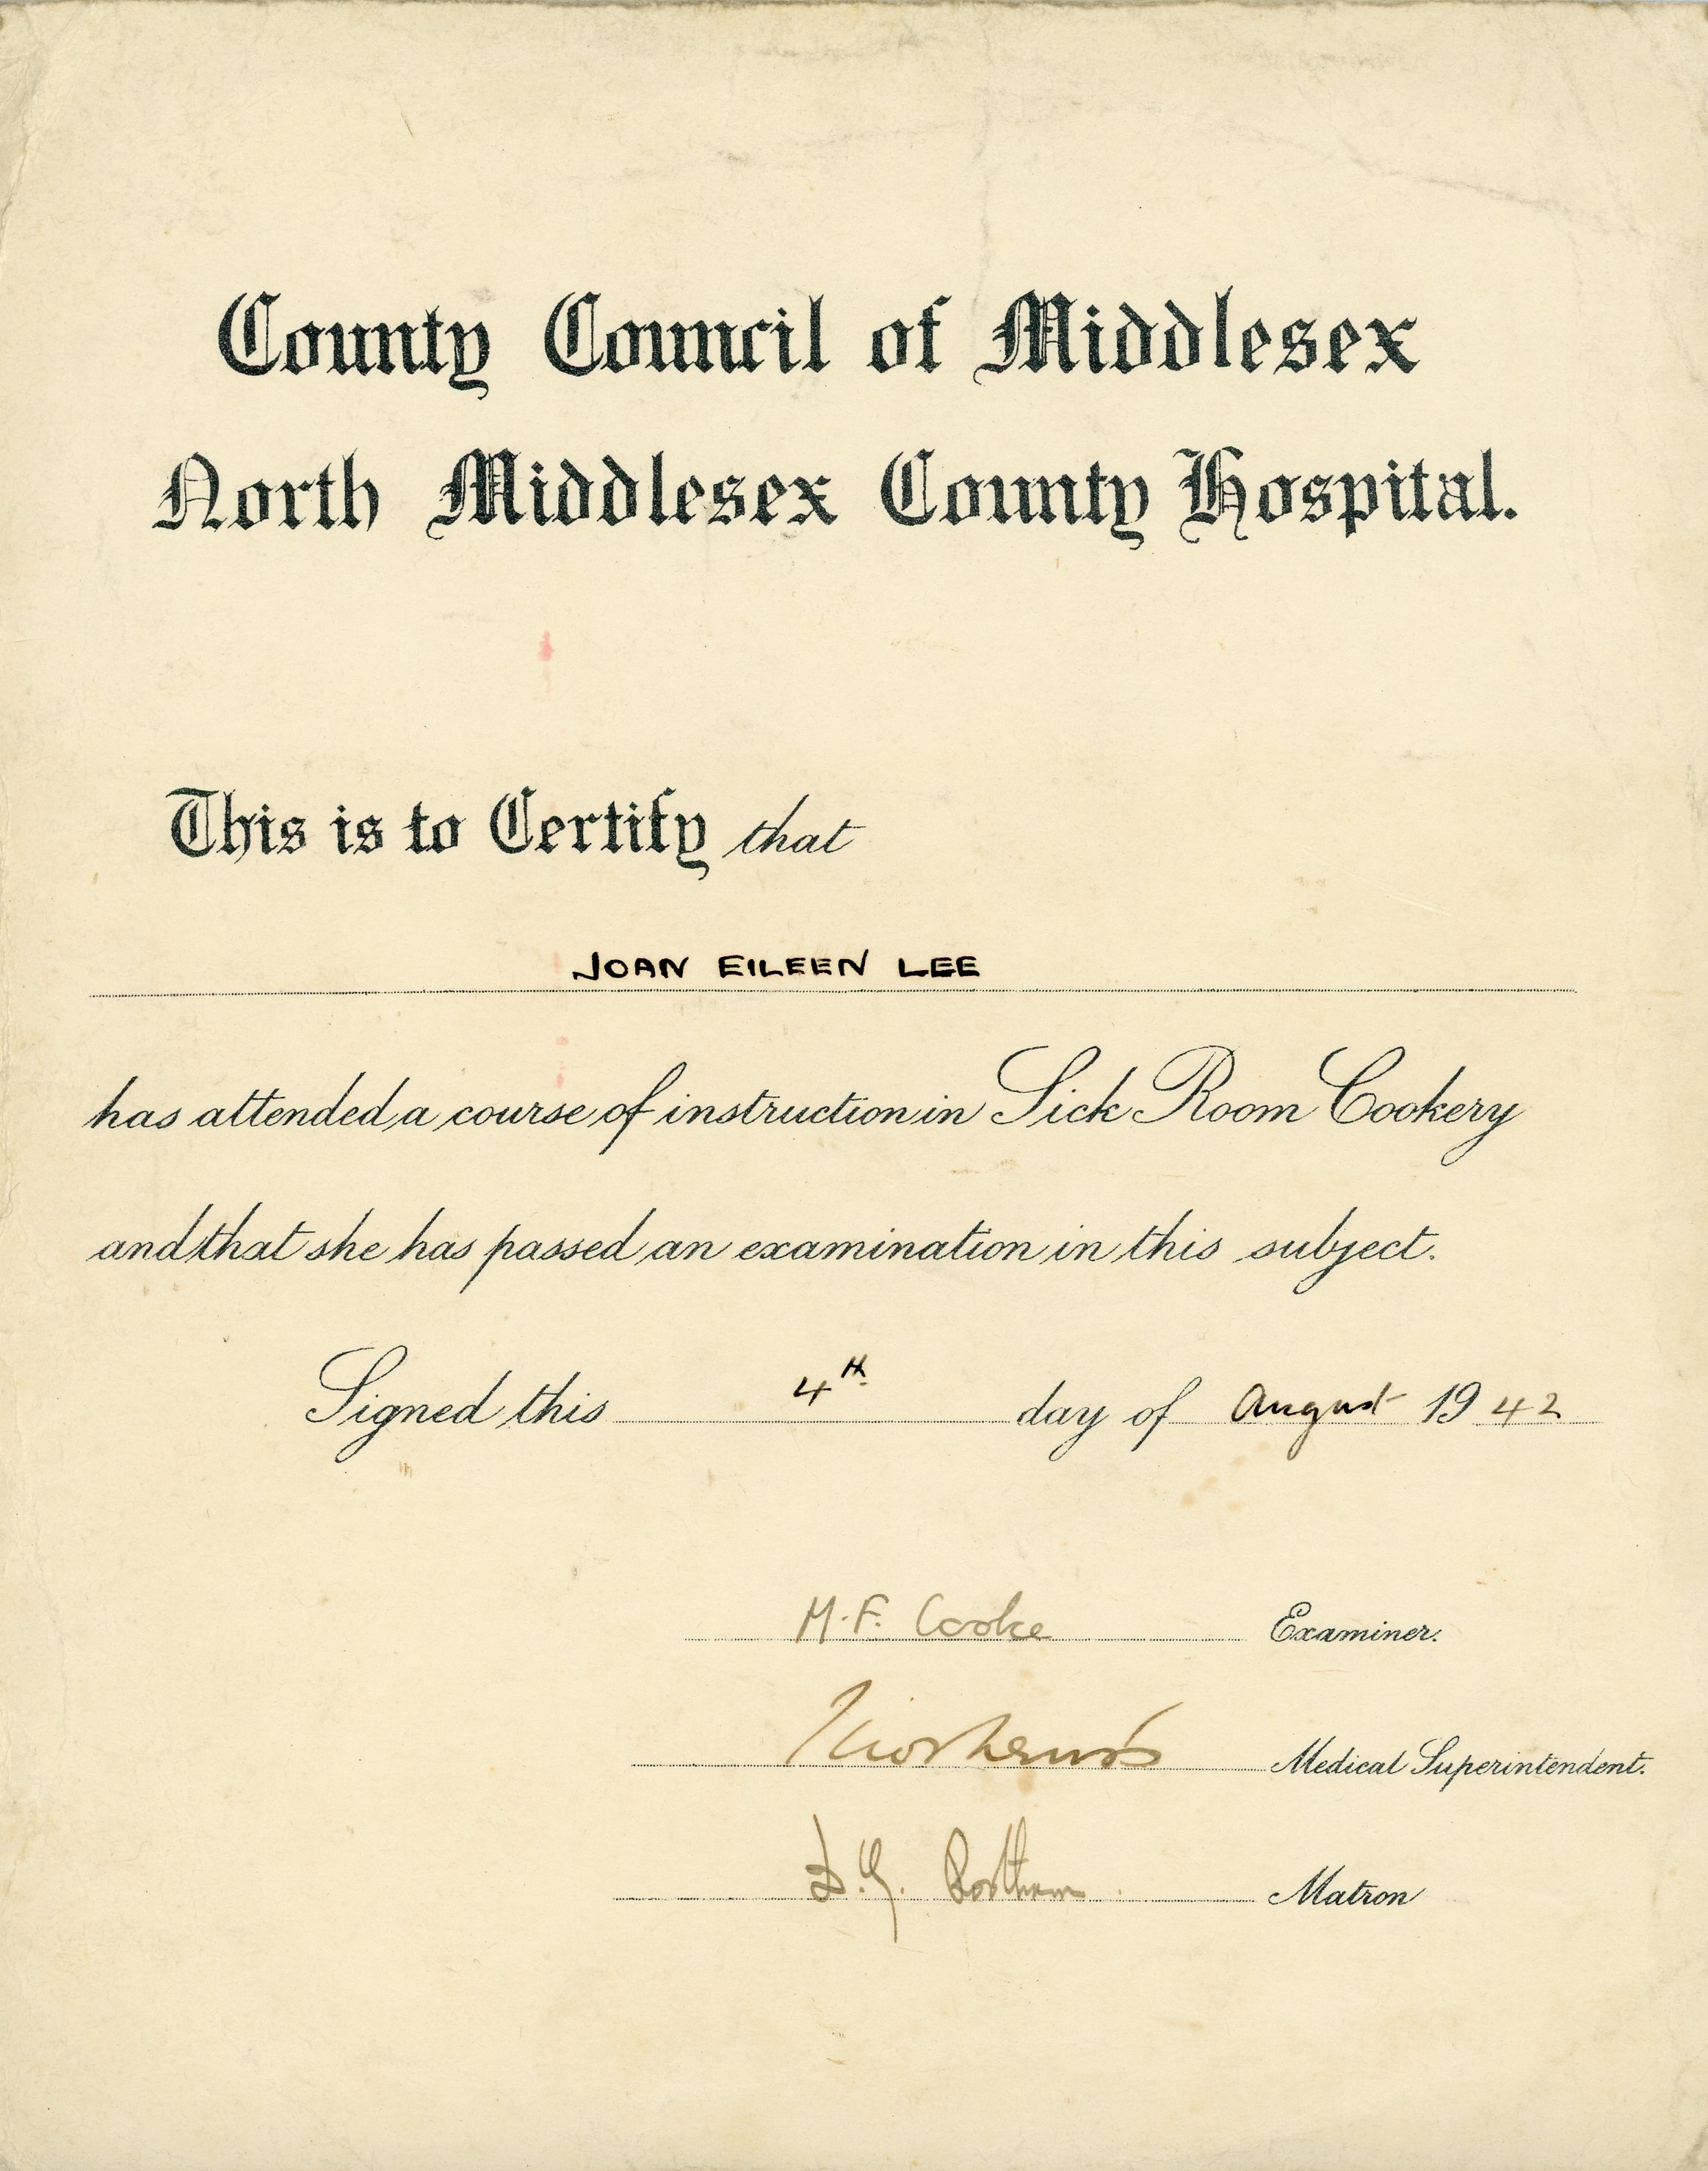 County Council of Middlesex
North Middlesex County Hospital.
This is to Certify that
JOAN EILEEN LEE
has attended a course of instruction in Sick Room Cookery
and that she has passed an examination in this subject.
Signed this 4th day of August 1942
M.F. Cooke Examiner.
Medical Superintendent.
D.G. Matron